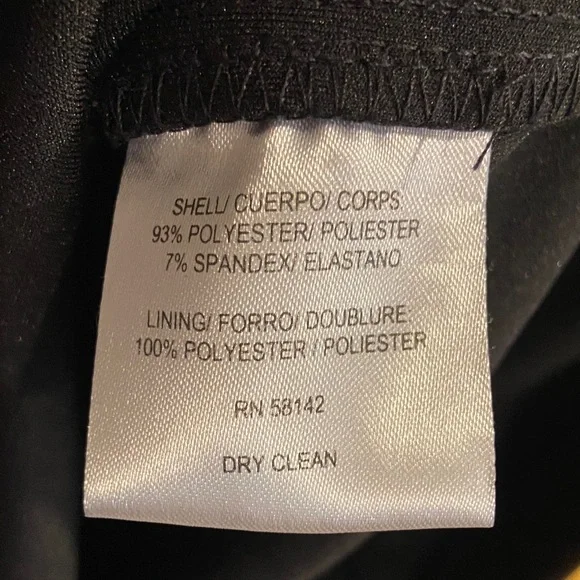 SHELL/ CUERPO/ CORPS
93% POLYESTER/ POLIESTER
7% SPANDEX/ ELASTANO
LINING/ FORRO/ DOUBLURE:
100% POLYESTER / POLIESTER
RN 58142
DRY CLEAN